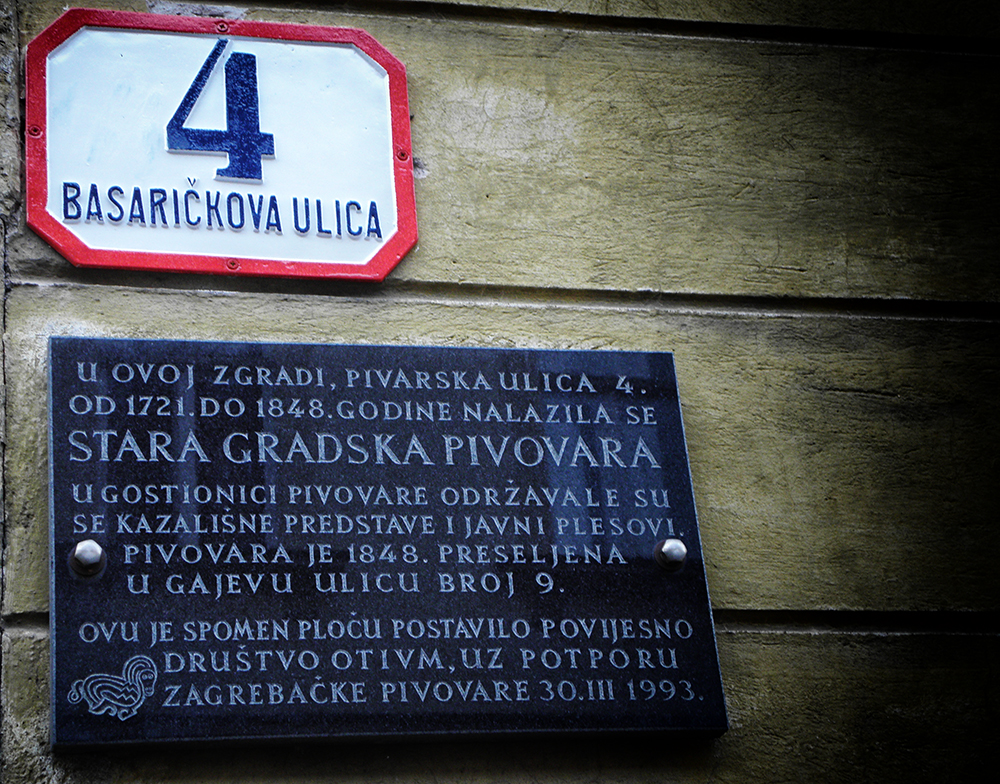 4
BASARIČKOVA ULICA
U OVOJ ZGRADI, PIVARSKA ULICA 4.
OD 1721. DO 1848. GODINE NALAZILA SE
STARA GRADSKA PIVOVARA
U GOSTIONICI PIVOVARE ODRŽAVALE SU
SE KAZALIŠNE PREDSTAVE I JAVNI PLESOVI.
PIVOVARA JE 1848. PRESELJENA
U GAJEVU ULICU BROJ 9.
OVU JE SPOMEN PLOČU POSTAVILO POVIJESNO
DRUŠTVO OTIVM, UZ POTPORU
ZAGREBAČKE PIVOVARE 30.III 1993.